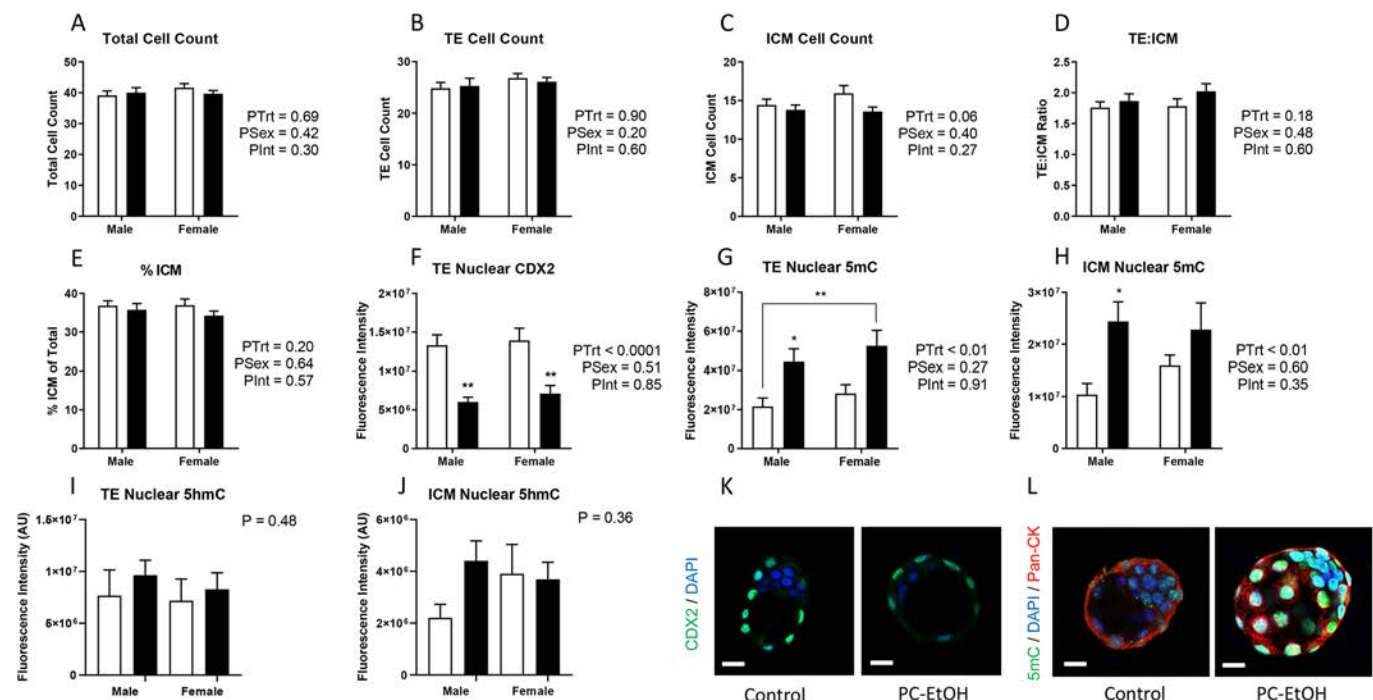 A
Total Cell Count
Total Cell Count
50
40
30
20
10
0
Male Female
PTrt = 0.69
PSex = 0.42
PInt = 0.30
B
TE Cell Count
TE Cell Count
30
20
10
0
Male Female
PTrt = 0.90
PSex = 0.20
PInt = 0.60
C
ICM Cell Count
ICM Cell Count
20
15
10
5
0
Male Female
PTrt = 0.06
PSex = 0.40
PInt = 0.27
D
TE:ICM
TE:ICM Ratio
2.5
2.0
1.5
1.0
0.5
0.0
Male Female
PTrt = 0.18
PSex = 0.48
PInt = 0.60
E
% ICM
% ICM of Total
40
30
20
10
0
Male Female
PTrt = 0.20
PSex = 0.64
PInt = 0.57
F
TE Nuclear CDX2
Fluorescence Intensity
2×10⁷
1.5×10⁷
1×10⁷
5×10⁶
0
** **
Male Female
PTrt < 0.0001
PSex = 0.51
PInt = 0.85
G
TE Nuclear 5mC
Fluorescence Intensity
8×10⁷
6×10⁷
4×10⁷
2×10⁷
0
**
*
Male Female
PTrt < 0.01
PSex = 0.27
PInt = 0.91
H
ICM Nuclear 5mC
Fluorescence Intensity
3×10⁷
2×10⁷
1×10⁷
0
*
Male Female
PTrt < 0.01
PSex = 0.60
PInt = 0.35
I
TE Nuclear 5hmC
Fluorescence Intensity (AU)
1.5×10⁷
1×10⁷
6×10⁶
0
Male Female
P = 0.48
J
ICM Nuclear 5hmC
Fluorescence Intensity (AU)
6×10⁶
4×10⁶
2×10⁶
0
Male Female
P = 0.36
K
CDX2 / DAPI
Control PC-EtOH
L
5mC / DAPI / Pan-CK
Control PC-EtOH